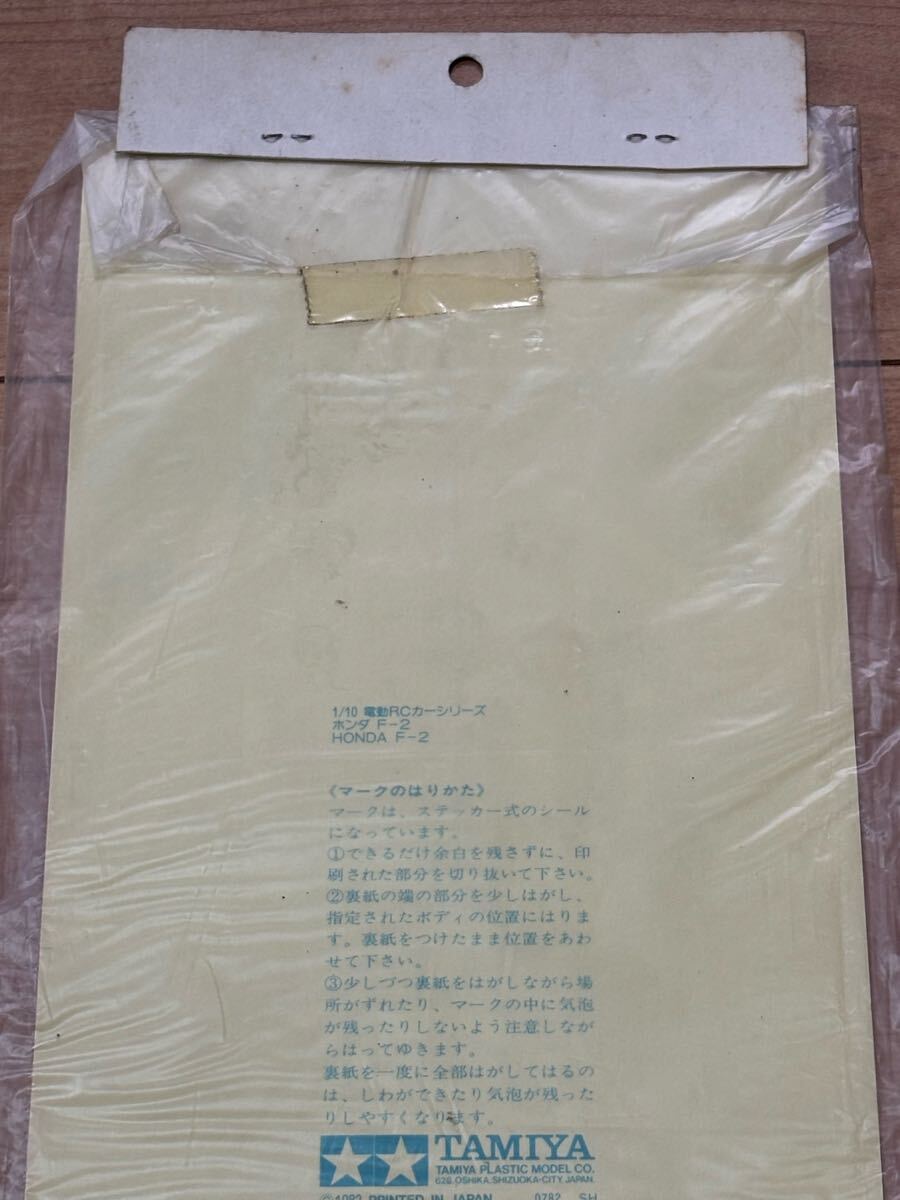 1/10 電動RCカーシリーズ
ホンダ F-2
HONDA F-2
《マークのはりかた》
マークは、ステッカー式のシール
になっています。
①できるだけ余白を残さずに、印
刷された部分を切り抜いて下さい。
②裏紙の端の部分を少しはがし、
指定されたボディの位置にはりま
す。裏紙をつけたまま位置をあわ
せて下さい。
③少しづつ裏紙をはがしながら場
所がずれたり、マークの中に気泡
が残ったりしないよう注意しなが
らはってゆきます。
裏紙を一度に全部はがしてはるの
は、しわができたり気泡が残った
りしやすくなります。
TAMIYA
TAMIYA PLASTIC MODEL CO.
628, OSHIKA, SHIZUOKA-CITY, JAPAN.
©1982 PRINTED IN JAPAN 0782 SH